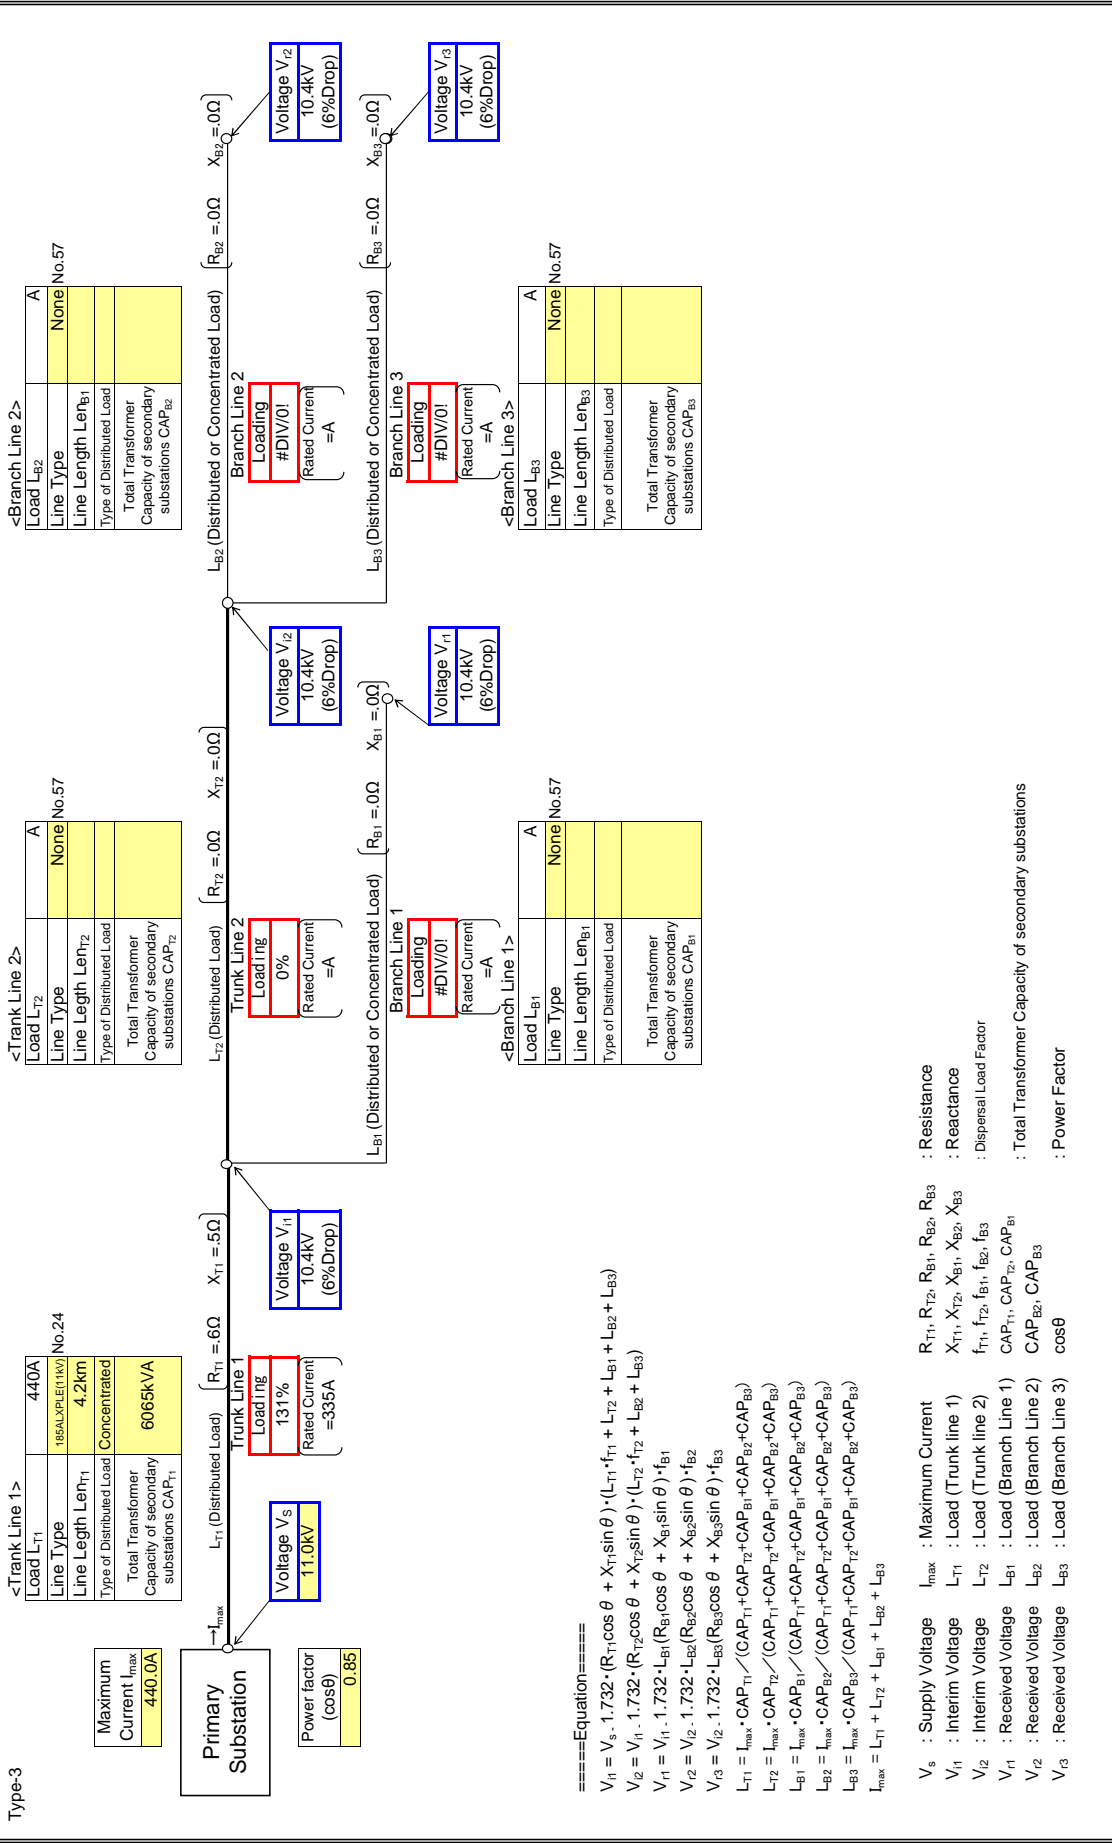 Type-3
Maximum
Current Imax
440.0A
<Trank Line 1>
Load LT1 440A
Line Type 185ALXPLE(11kV) No.24
Line Legth LenT1 4.2km
Type of Distributed Load Concentrated
Total Transformer
Capacity of secondary
substations CAPT1
6065kVA
<Trank Line 2>
Load LT2 A
Line Type None No.57
Line Length LenT2
Type of Distributed Load
Total Transformer
Capacity of secondary
substations CAPT2
<Branch Line 2>
Load LB2 A
Line Type None No.57
Line Length LenB1
Type of Distributed Load
Total Transformer
Capacity of secondary
substations CAPB2
Primary
Substation
→Imax
LT1 (Distributed Load)
RT1 =.6Ω XT1 =.5Ω
LT2 (Distributed Load)
RT2 =.0Ω XT2 =.0Ω
LB2 (Distributed or Concentrated Load)
RB2 =.0Ω XB2 =.0Ω
Power factor
(cosθ)
0.85
Voltage VS
11.0kV
Trunk Line 1
Loading
131%
Rated Current
=335A
Voltage Vi1
10.4kV
(6%Drop)
Trunk Line 2
Loading
0%
Rated Current
=A
Voltage Vi2
10.4kV
(6%Drop)
Branch Line 2
Loading
#DIV/0!
Rated Current
=A
Voltage Vr2
10.4kV
(6%Drop)
LB1 (Distributed or Concentrated Load)
RB1 =.0Ω XB1 =.0Ω
LB3 (Distributed or Concentrated Load)
RB3 =.0Ω XB3 =.0Ω
Branch Line 1
Loading
#DIV/0!
Rated Current
=A
Voltage Vr1
10.4kV
(6%Drop)
Branch Line 3
Loading
#DIV/0!
Rated Current
=A
Voltage Vr3
10.4kV
(6%Drop)
<Branch Line 1>
Load LB1 A
Line Type None No.57
Line Length LenB1
Type of Distributed Load
Total Transformer
Capacity of secondary
substations CAPB1
<Branch Line 3>
Load LB3 A
Line Type None No.57
Line Length LenB3
Type of Distributed Load
Total Transformer
Capacity of secondary
substations CAPB3
=====Equation=====
Vi1 = Vs - 1.732・(RT1cos θ + XT1sin θ)・(LT1・fT1 + LT2 + LB1 + LB2 + LB3)
Vi2 = Vi1 - 1.732・(RT2cos θ + XT2sin θ)・(LT2・fT2 + LB2 + LB3)
Vr1 = Vi1 - 1.732・LB1(RB1cos θ + XB1sin θ)・fB1
Vr2 = Vi2 - 1.732・LB2(RB2cos θ + XB2sin θ)・fB2
Vr3 = Vi2 - 1.732・LB3(RB3cos θ + XB3sin θ)・fB3
LT1 = Imax・CAPT1／(CAPT1+CAPT2+CAPB1+CAPB2+CAPB3)
LT2 = Imax・CAPT2／(CAPT1+CAPT2+CAPB1+CAPB2+CAPB3)
LB1 = Imax・CAPB1／(CAPT1+CAPT2+CAPB1+CAPB2+CAPB3)
LB2 = Imax・CAPB2／(CAPT1+CAPT2+CAPB1+CAPB2+CAPB3)
LB3 = Imax・CAPB3／(CAPT1+CAPT2+CAPB1+CAPB2+CAPB3)
Imax = LT1 + LT2 + LB1 + LB2 + LB3
Vs : Supply Voltage Imax : Maximum Current RT1, RT2, RB1, RB2, RB3 : Resistance
Vi1 : Interim Voltage LT1 : Load (Trunk line 1) XT1, XT2, XB1, XB2, XB3 : Reactance
Vi2 : Interim Voltage LT2 : Load (Trunk line 2) fT1, fT2, fB1, fB2, fB3 : Dispersal Load Factor
Vr1 : Received Voltage LB1 : Load (Branch Line 1) CAPT1, CAPT2, CAPB1 : Total Transformer Capacity of secondary substations
Vr2 : Received Voltage LB2 : Load (Branch Line 2) CAPB2, CAPB3
Vr3 : Received Voltage LB3 : Load (Branch Line 3) cosθ : Power Factor